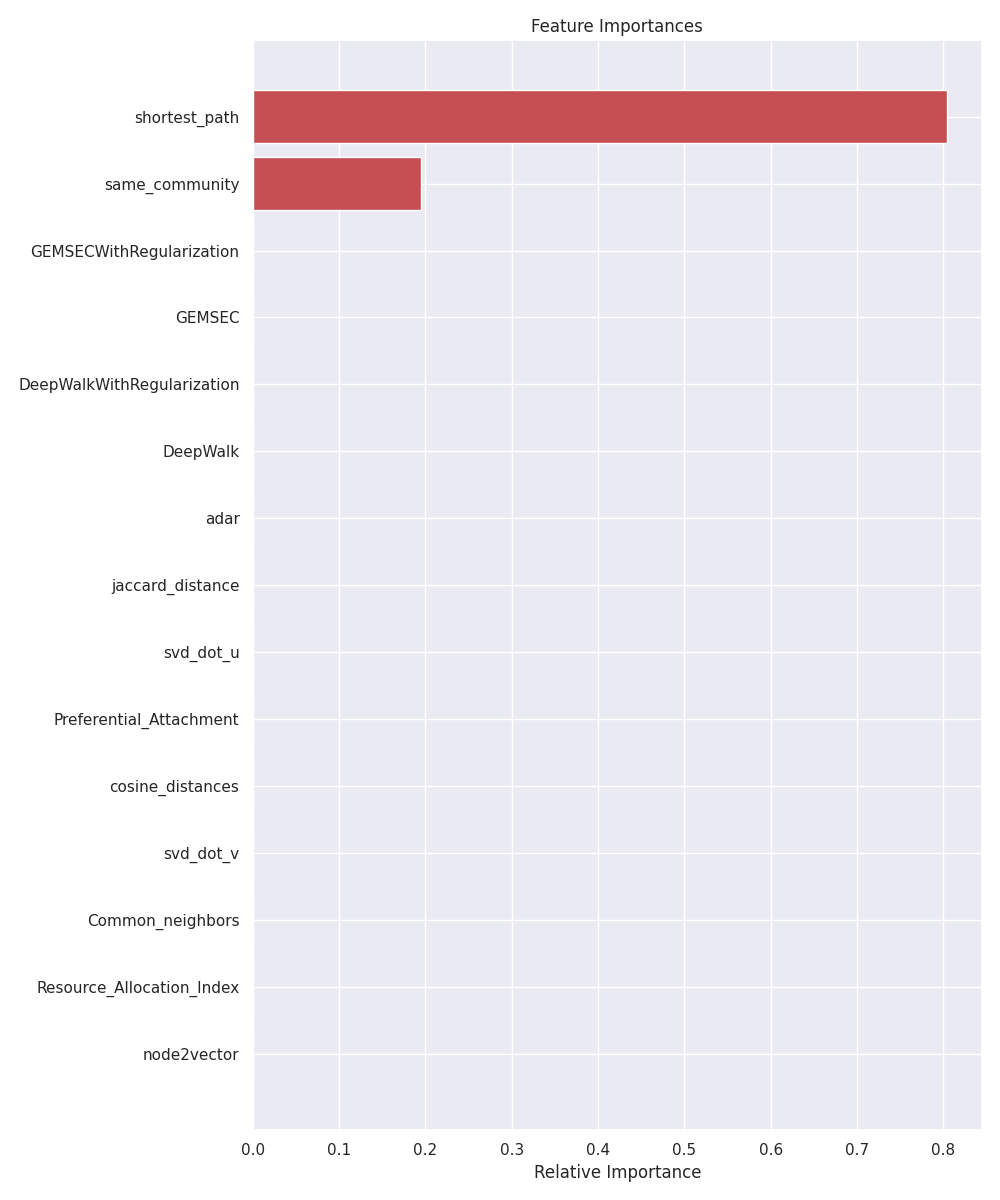 Feature Importances
shortest_path
same_community
GEMSECWithRegularization
GEMSEC
DeepWalkWithRegularization
DeepWalk
adar
jaccard_distance
svd_dot_u
Preferential_Attachment
cosine_distances
svd_dot_v
Common_neighbors
Resource_Allocation_Index
node2vector
0.0 0.1 0.2 0.3 0.4 0.5 0.6 0.7 0.8
Relative Importance